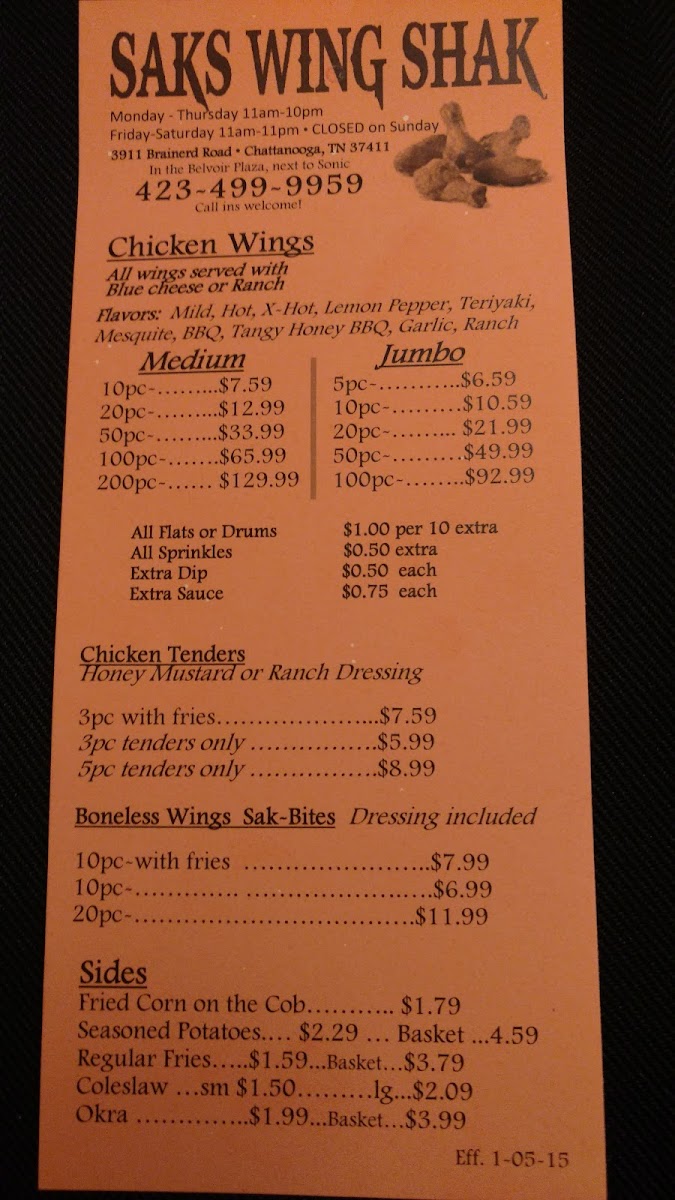 SAKS WING SHAK
Monday - Thursday 11am-10pm
Friday-Saturday 11am-11pm • CLOSED on Sunday
3911 Brainerd Road • Chattanooga, TN 37411
In the Belvoir Plaza, next to Sonic
423-499-9959
Call ins welcome!
Chicken Wings
All wings served with
Blue cheese or Ranch
Flavors: Mild, Hot, X-Hot, Lemon Pepper, Teriyaki,
Mesquite, BBQ, Tangy Honey BBQ, Garlic, Ranch
Medium
10pc-.........$7.59
20pc-.........$12.99
50pc-.........$33.99
100pc-.......$65.99
200pc-...... $129.99
Jumbo
5pc-...........$6.59
10pc-.........$10.59
20pc-......... $21.99
50pc-.........$49.99
100pc-........$92.99
All Flats or Drums $1.00 per 10 extra
All Sprinkles $0.50 extra
Extra Dip $0.50 each
Extra Sauce $0.75 each
Chicken Tenders
Honey Mustard or Ranch Dressing
3pc with fries.......................$7.59
3pc tenders only ..................$5.99
5pc tenders only ..................$8.99
Boneless Wings Sak-Bites Dressing included
10pc-with fries ..........................$7.99
10pc-.............. ..........................$6.99
20pc-.......................................$11.99
Sides
Fried Corn on the Cob........... $1.79
Seasoned Potatoes.... $2.29 ... Basket ...4.59
Regular Fries.....$1.59...Basket...$3.79
Coleslaw ...sm $1.50.........lg...$2.09
Okra ..............$1.99...Basket...$3.99
Eff. 1-05-15